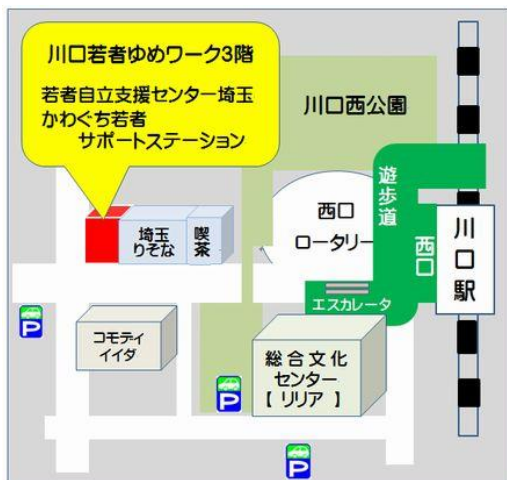 川口若者ゆめワーク3階
若者自立支援センター埼玉
かわぐち若者
サポートステーション
川口西公園
遊歩道
西口
ロータリー
西口
川口駅
埼玉
りそな
喫茶
エスカレータ
コモディ
イイダ
総合文化
センター
【 リリア 】
P
P
P